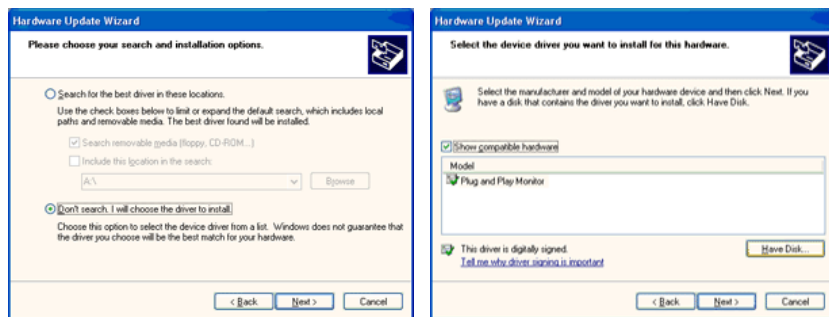 Hardware Update Wizard
Please choose your search and installation options.
Search for the best driver in these locations.
Use the check boxes below to limit or expand the default search, which includes local
paths and removable media. The best driver found will be installed.
Search removable media (floppy, CD-ROM...)
Include this location in the search:
A:\
Browse
Don't search. I will choose the driver to install.
Choose this option to select the device driver from a list. Windows does not guarantee that
the driver you choose will be the best match for your hardware.
< Back
Next >
Cancel
Hardware Update Wizard
Select the device driver you want to install for this hardware.
Select the manufacturer and model of your hardware device and then click Next. If you
have a disk that contains the driver you want to install, click Have Disk.
Show compatible hardware
Model
Plug and Play Monitor
This driver is digitally signed.
Tell me why driver signing is important
Have Disk...
< Back
Next >
Cancel